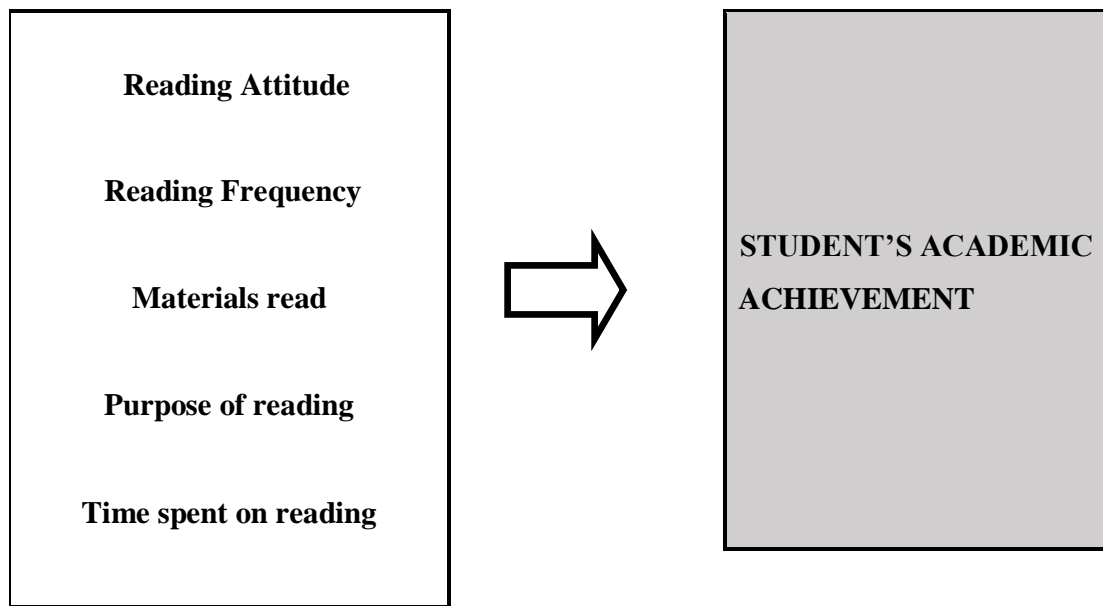 Reading Attitude
Reading Frequency
Materials read
Purpose of reading
Time spent on reading
STUDENT’S ACADEMIC
ACHIEVEMENT